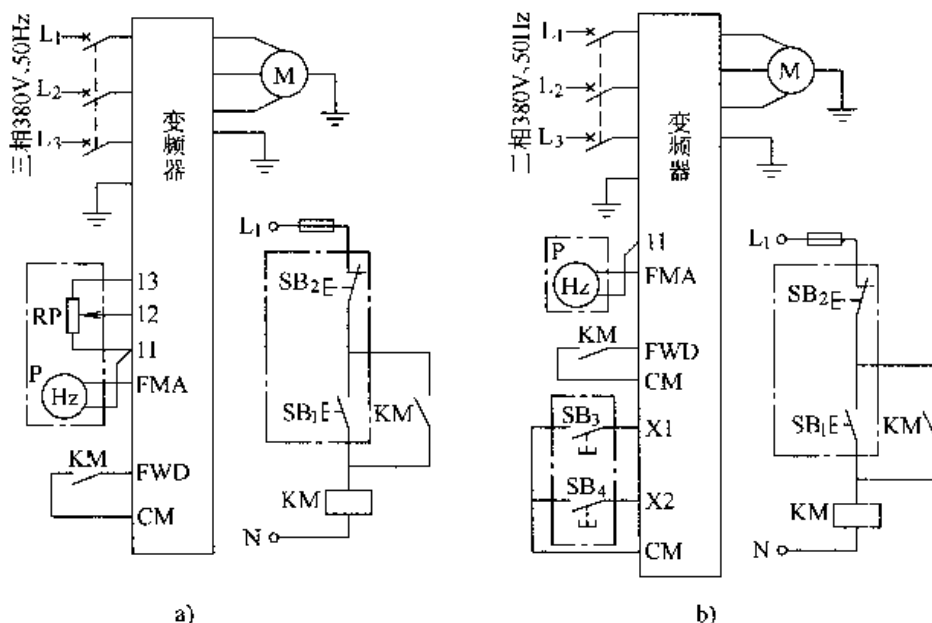 三相380V、50Hz
L1
L2
L3
变频器
M
13
12
11
RP
P
Hz
FMA
KM
FWD
CM
L1
SB2
SB1
KM
KM
N
a)
二相380V、50Hz
L1
L2
L3
变频器
M
11
P
Hz
FMA
KM
FWD
CM
SB3
X1
SB4
X2
CM
L1
SB2
SB1
KM
KM
N
b)